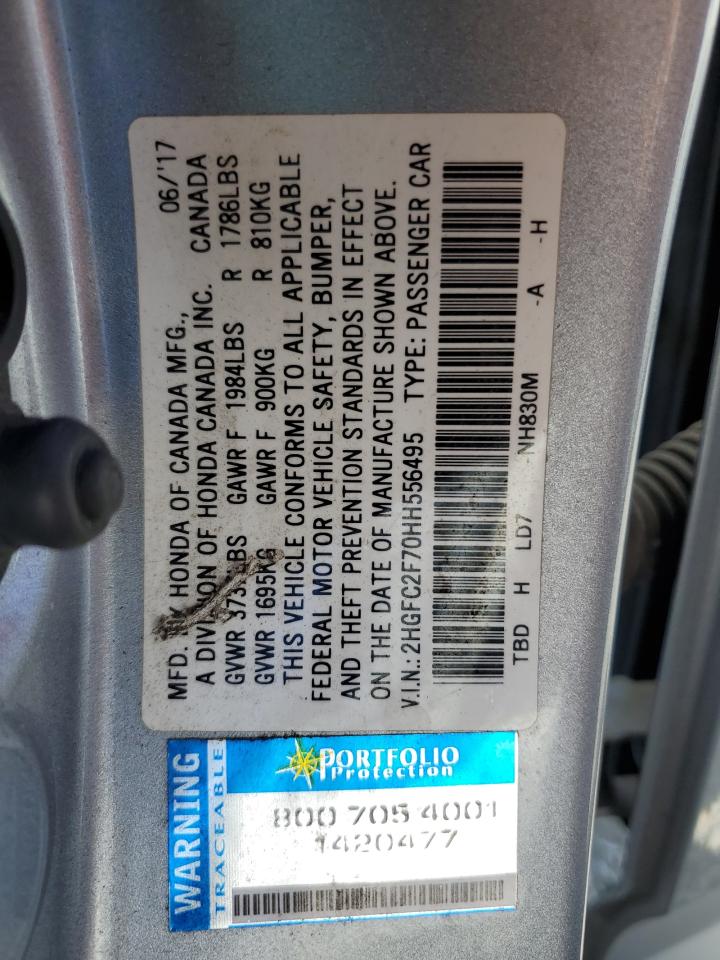 MFD. BY HONDA OF CANADA MFG., 06/'17
A DIVISION OF HONDA CANADA INC. CANADA
GVWR LBS GAWR F 1984LBS R 1786LBS
GVWR 1695KG GAWR F 900KG R 810KG
THIS VEHICLE CONFORMS TO ALL APPLICABLE
FEDERAL MOTOR VEHICLE SAFETY, BUMPER,
AND THEFT PREVENTION STANDARDS IN EFFECT
ON THE DATE OF MANUFACTURE SHOWN ABOVE.
V.I.N.: 2HGFC2F70HH556495 TYPE: PASSENGER CAR
TBD H LD7 NH830M -A -H
WARNING
TRACEABLE
PORTFOLIO
Protection
800 705 4001
1420477